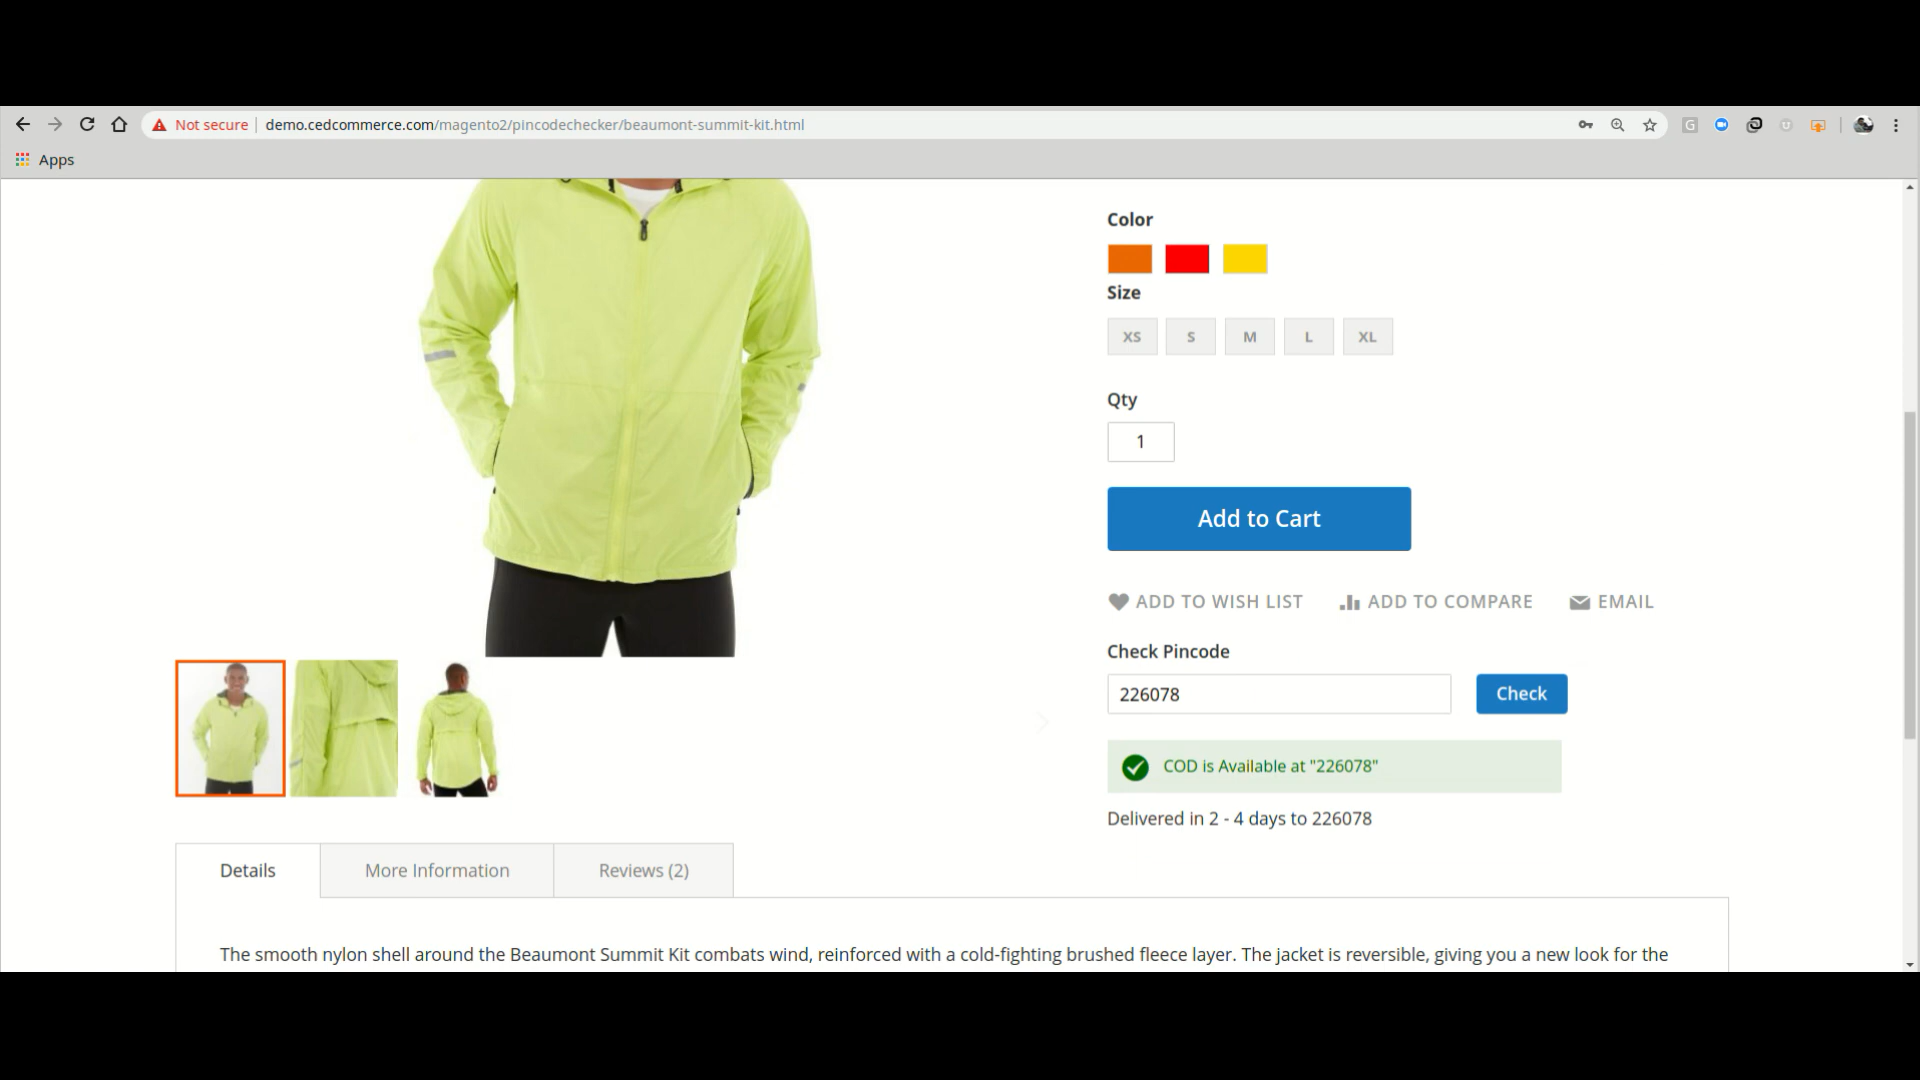 Not secure demo.cedcommerce.com/magento2/pincodechecker/beaumont-summit-kit.html
Apps
Color
Size
XS S M L XL
Qty
1
Add to Cart
ADD TO WISH LIST ADD TO COMPARE EMAIL
Check Pincode
226078 Check
COD is Available at "226078"
Delivered in 2 - 4 days to 226078
Details More Information Reviews (2)
The smooth nylon shell around the Beaumont Summit Kit combats wind, reinforced with a cold-fighting brushed fleece layer. The jacket is reversible, giving you a new look for the